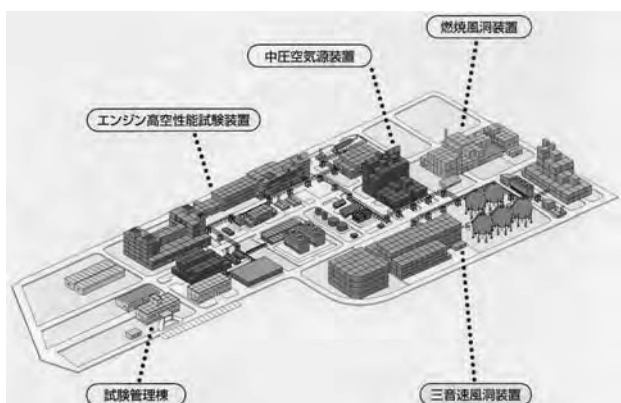 燃焼風洞装置
中圧空気源装置
エンジン高空性能試験装置
試験管理棟
三音速風洞装置